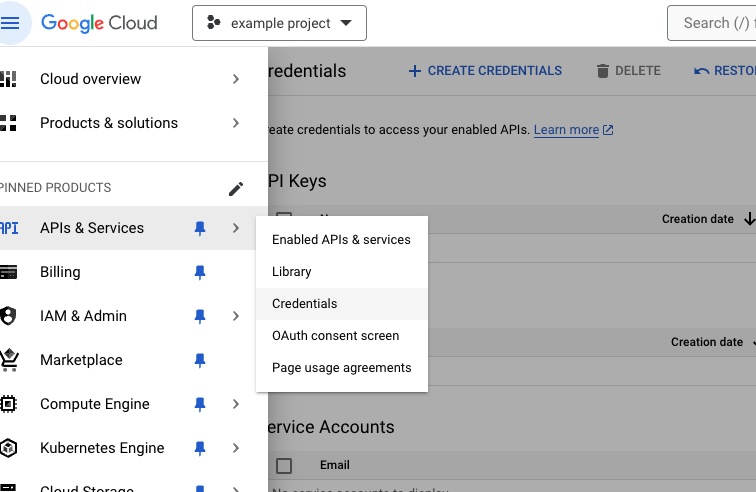 Google Cloud
example project
Search (/) f
Cloud overview
Products & solutions
PINNED PRODUCTS
API APIs & Services
Billing
IAM & Admin
Marketplace
Compute Engine
Kubernetes Engine
Cloud Storage
Enabled APIs & services
Library
Credentials
OAuth consent screen
Page usage agreements
redentials
+ CREATE CREDENTIALS
DELETE
RESTO
reate credentials to access your enabled APIs. Learn more
PI Keys
Creation date
Creation date
ervice Accounts
Email